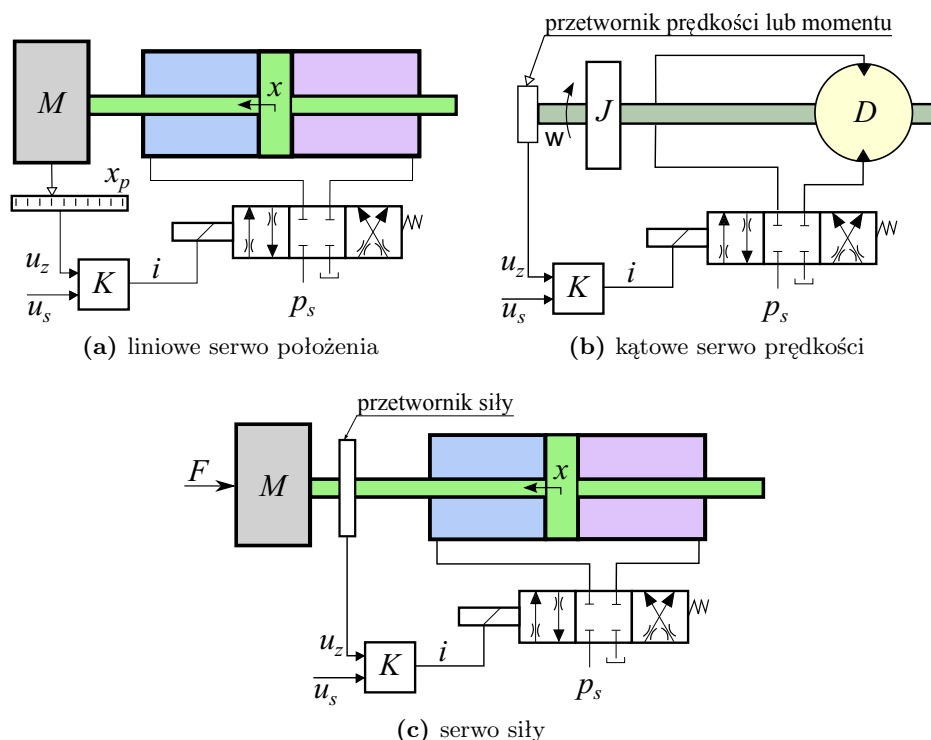 M
x
x_p
u_z
u_s
K
i
p_s
(a) liniowe serwo położenia
przetwornik prędkości lub momentu
w
J
D
u_z
u_s
K
i
p_s
(b) kątowe serwo prędkości
przetwornik siły
F
M
x
u_z
u_s
K
i
p_s
(c) serwo siły